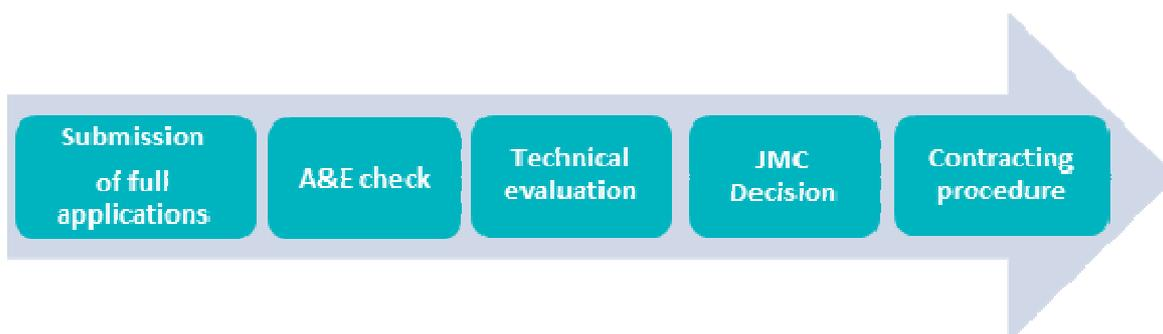 Submission
of full
applications
A&E check
Technical
evaluation
JMC
Decision
Contracting
procedure